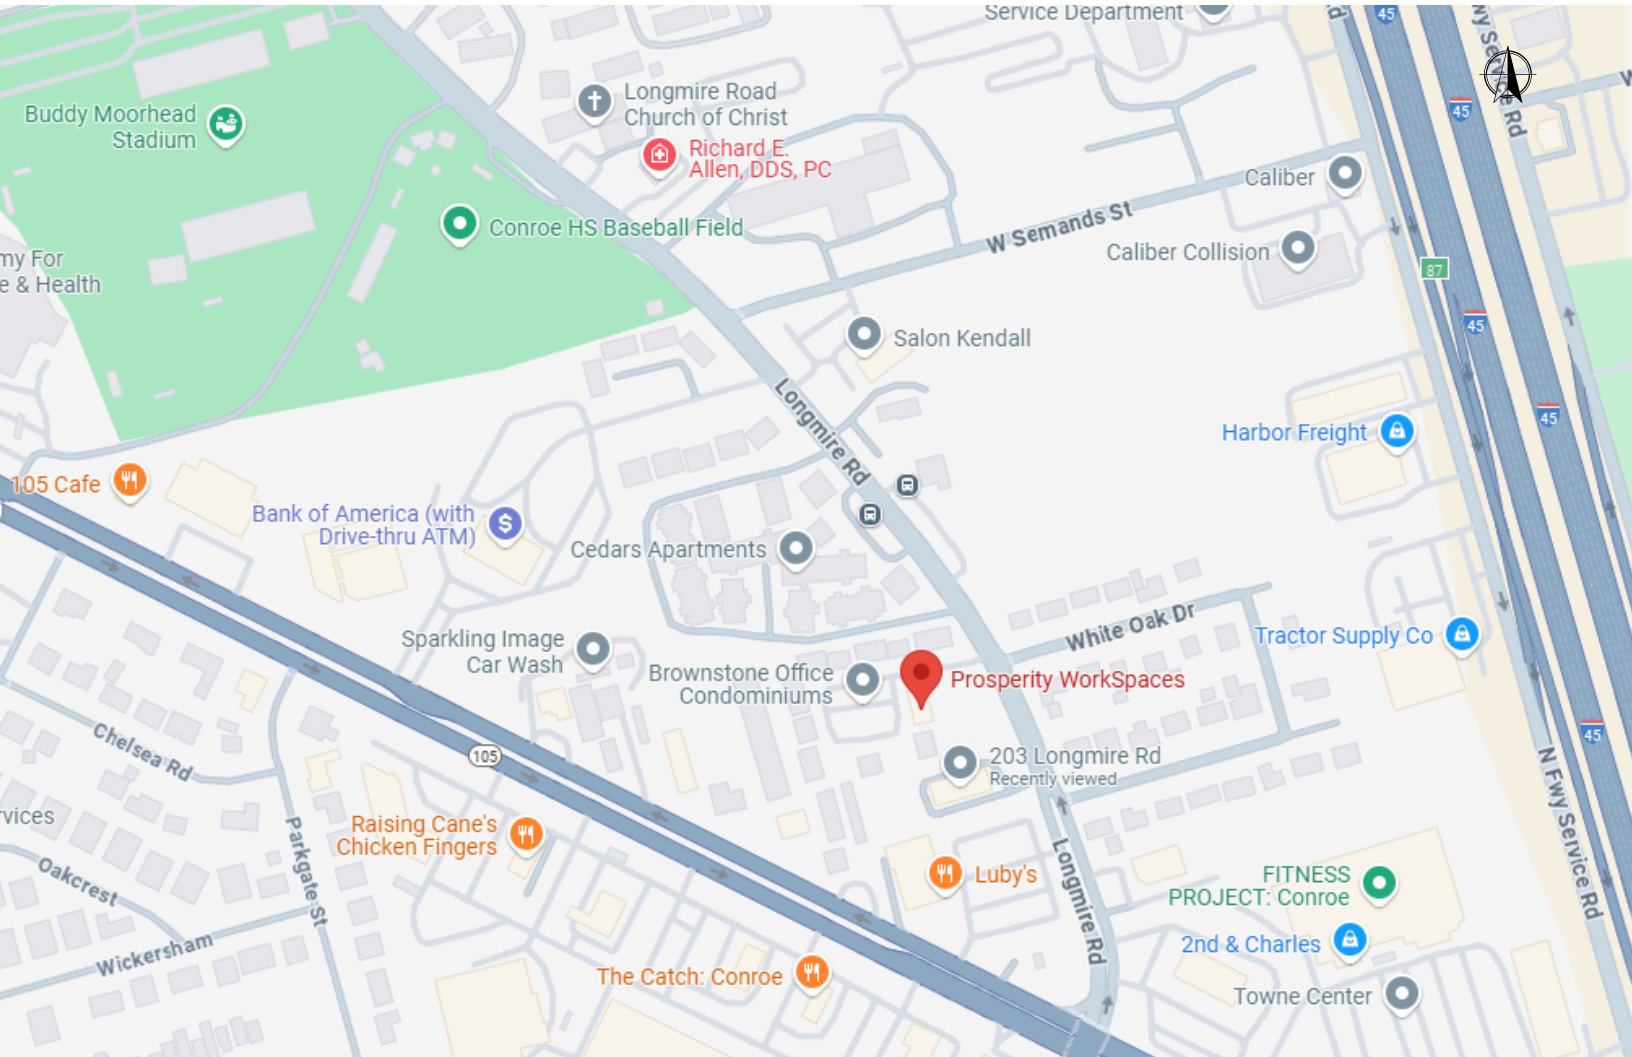 Service Department
45
Longmire Road
Church of Christ
Buddy Moorhead
Stadium
Richard E.
Allen, DDS, PC
45
Caliber
Conroe HS Baseball Field
W Semands St
Caliber Collision
87
& Health
45
Salon Kendall
Longmire Rd
45
Harbor Freight
105 Cafe
Bank of America (with
Drive-thru ATM)
Cedars Apartments
White Oak Dr
Tractor Supply Co
Sparkling Image
Car Wash
Brownstone Office
Condominiums
Prosperity WorkSpaces
45
Chelsea Rd
105
203 Longmire Rd
Recently viewed
N Fwy Service Rd
Raising Cane's
Chicken Fingers
Parkgate St
Oakcrest
Luby's
Longmire Rd
FITNESS
PROJECT: Conroe
2nd & Charles
Wickersham
The Catch: Conroe
Towne Center